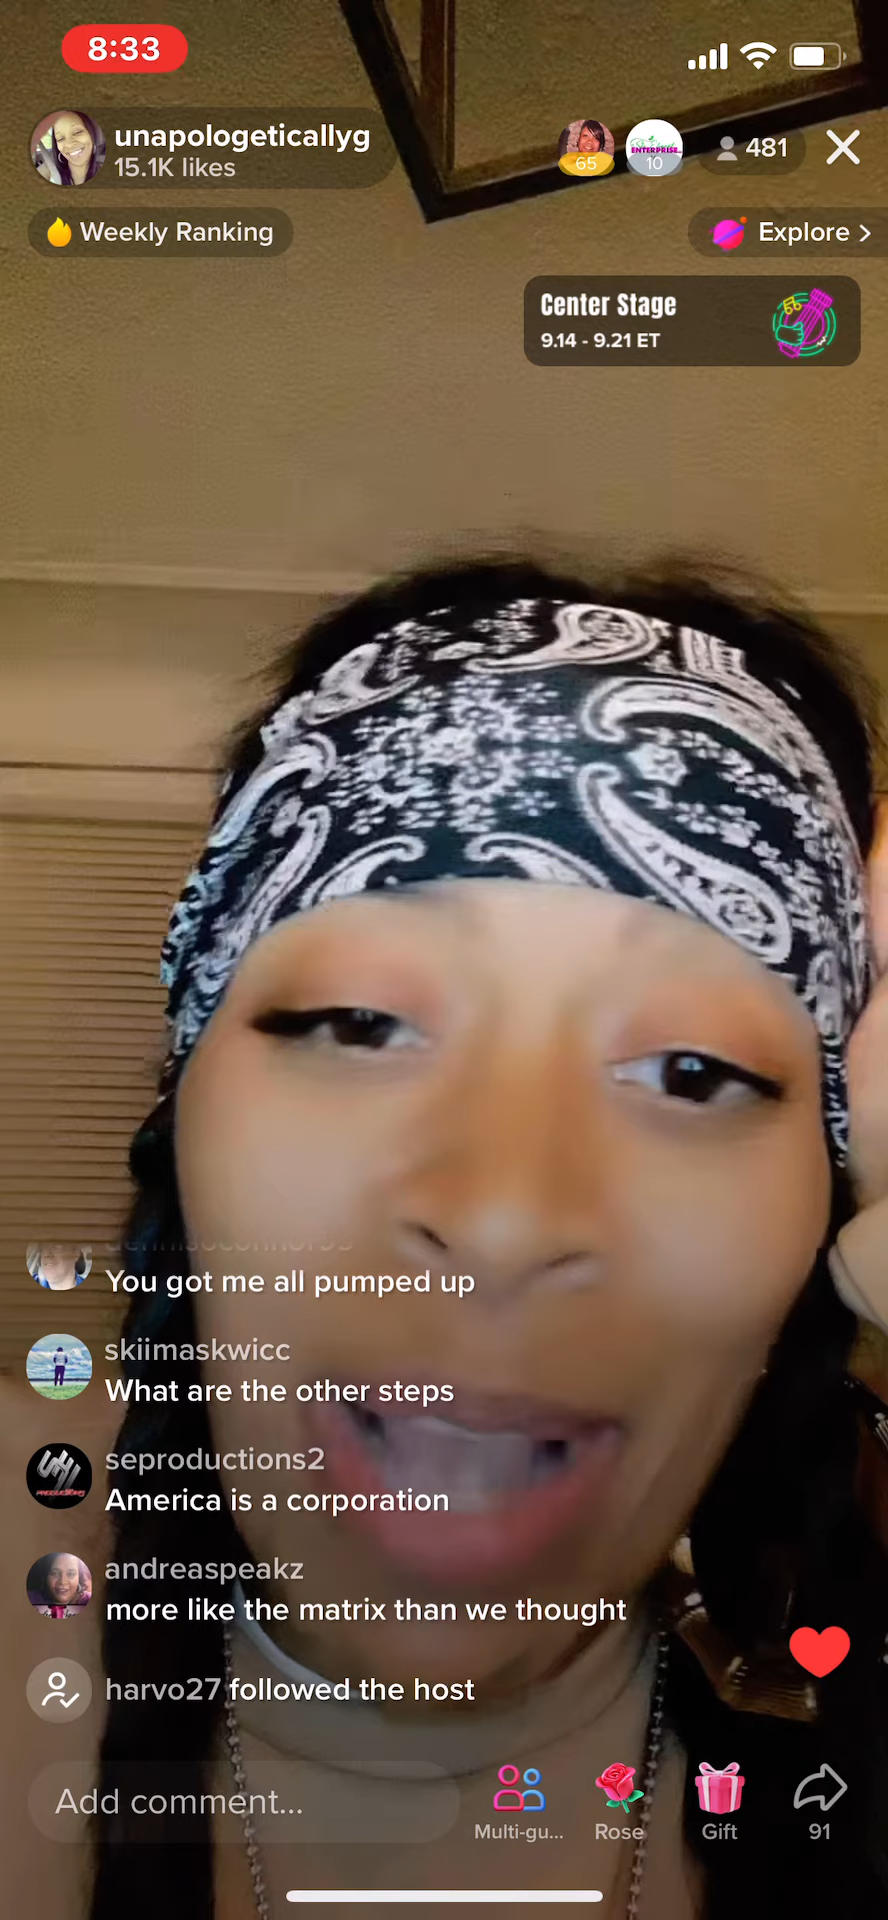 8:33
unapologeticallyg
15.1K likes
65
ENTERPRISE
10
481
Weekly Ranking
Explore >
Center Stage
9.14 - 9.21 ET
You got me all pumped up
skiimaskwicc
What are the other steps
seproductions2
America is a corporation
andreaspeakz
more like the matrix than we thought
harvo27 followed the host
Add comment...
Multi-gu...
Rose
Gift
91